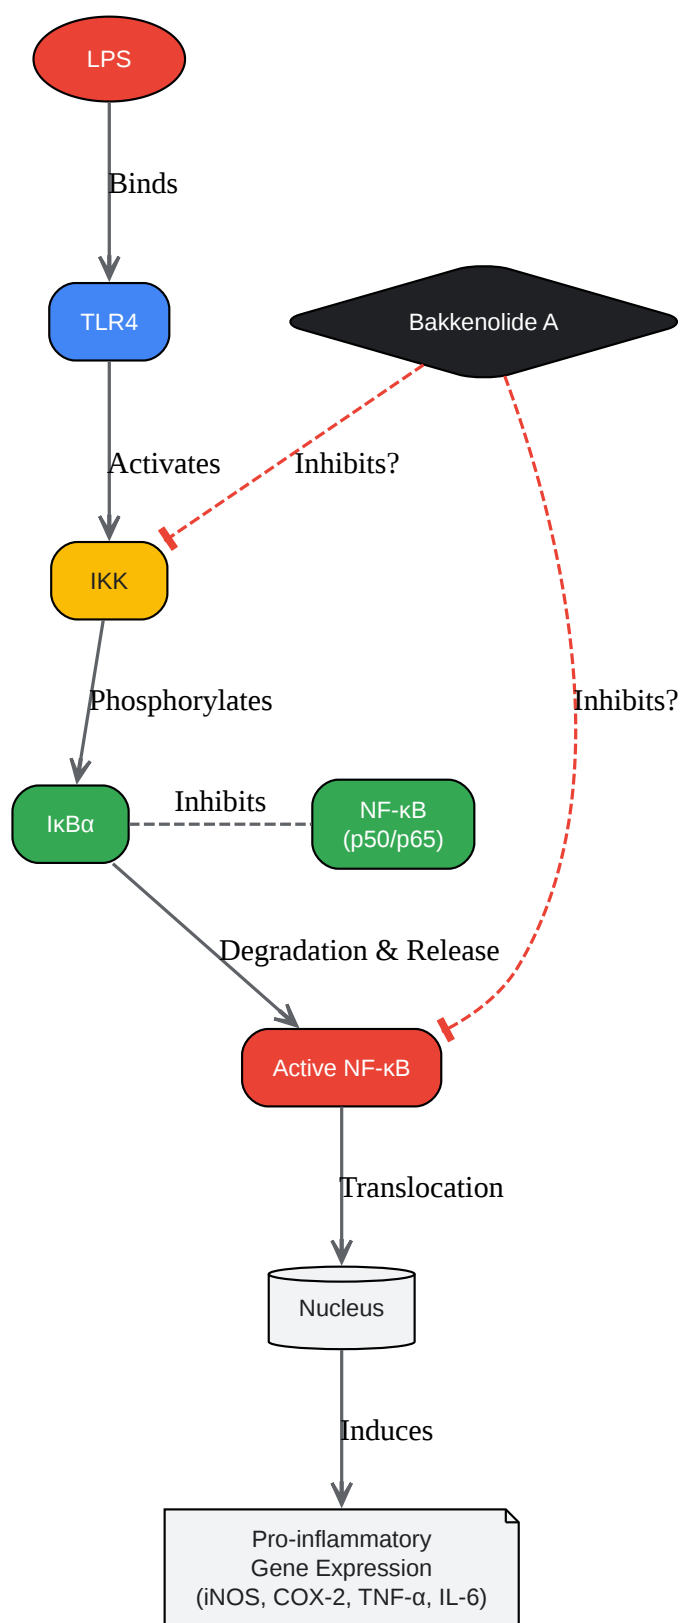 LPS
Binds
TLR4
Bakkenolide A
Activates
Inhibits?
IKK
Phosphorylates
Inhibits?
Inhibits
IκBα
NF-κB
(p50/p65)
Degradation & Release
Active NF-κB
Translocation
Nucleus
Induces
Pro-inflammatory
Gene Expression
(iNOS, COX-2, TNF-α, IL-6)